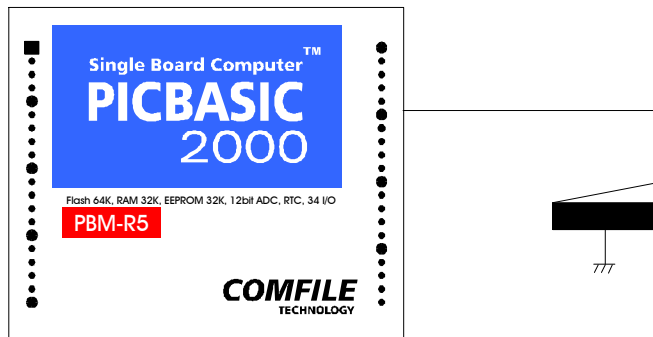 Single Board Computer™
PICBASIC
2000
Flash 64K, RAM 32K, EEPROM 32K, 12bit ADC, RTC, 34 I/O
PBM-R5
COMFILE
TECHNOLOGY